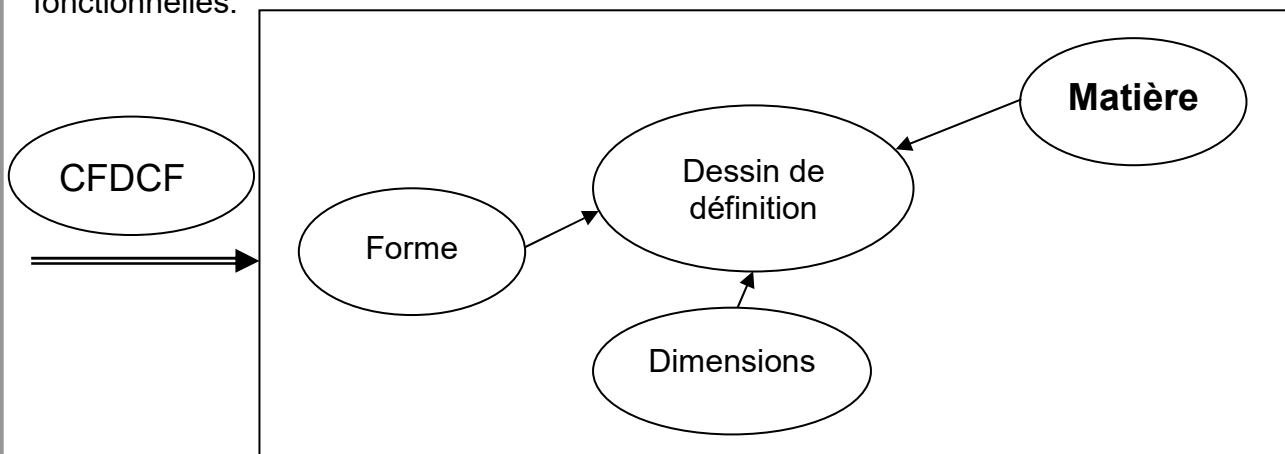 fonctionnelles.
Matière
CFDCF
Dessin de
définition
Forme
Dimensions